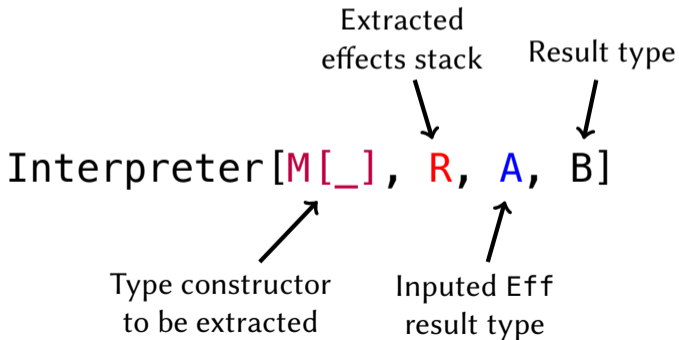 Extracted
effects stack
Result type
Interpreter[M[_], R, A, B]
Type constructor
to be extracted
Inputed Eff
result type